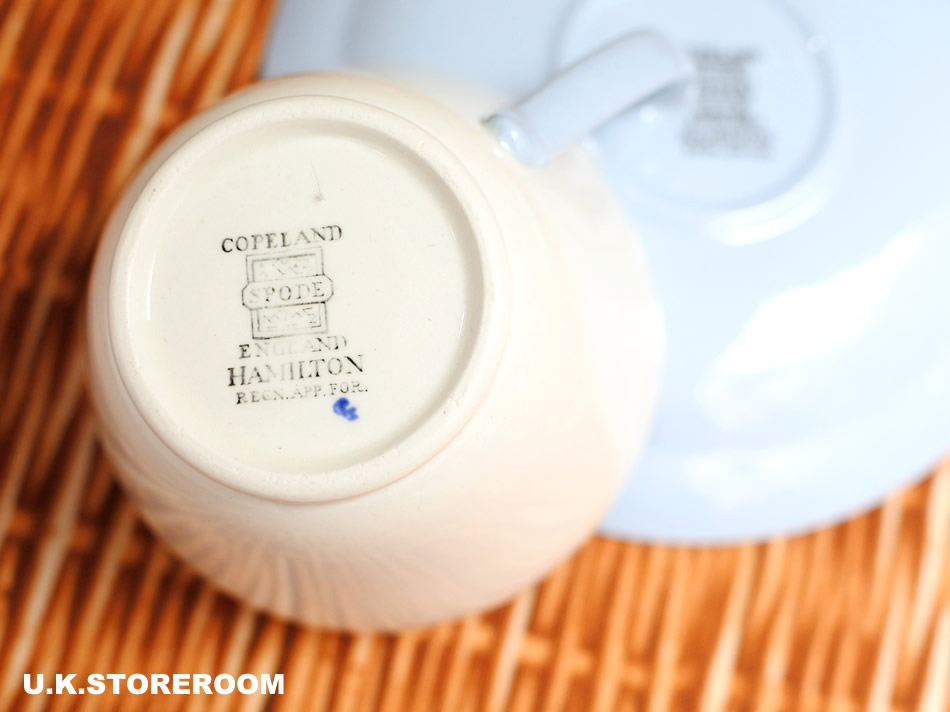 COPELAND
SPODE
ENGLAND
HAMILTON
REGN. APP. FOR.
U.K.STOREROOM